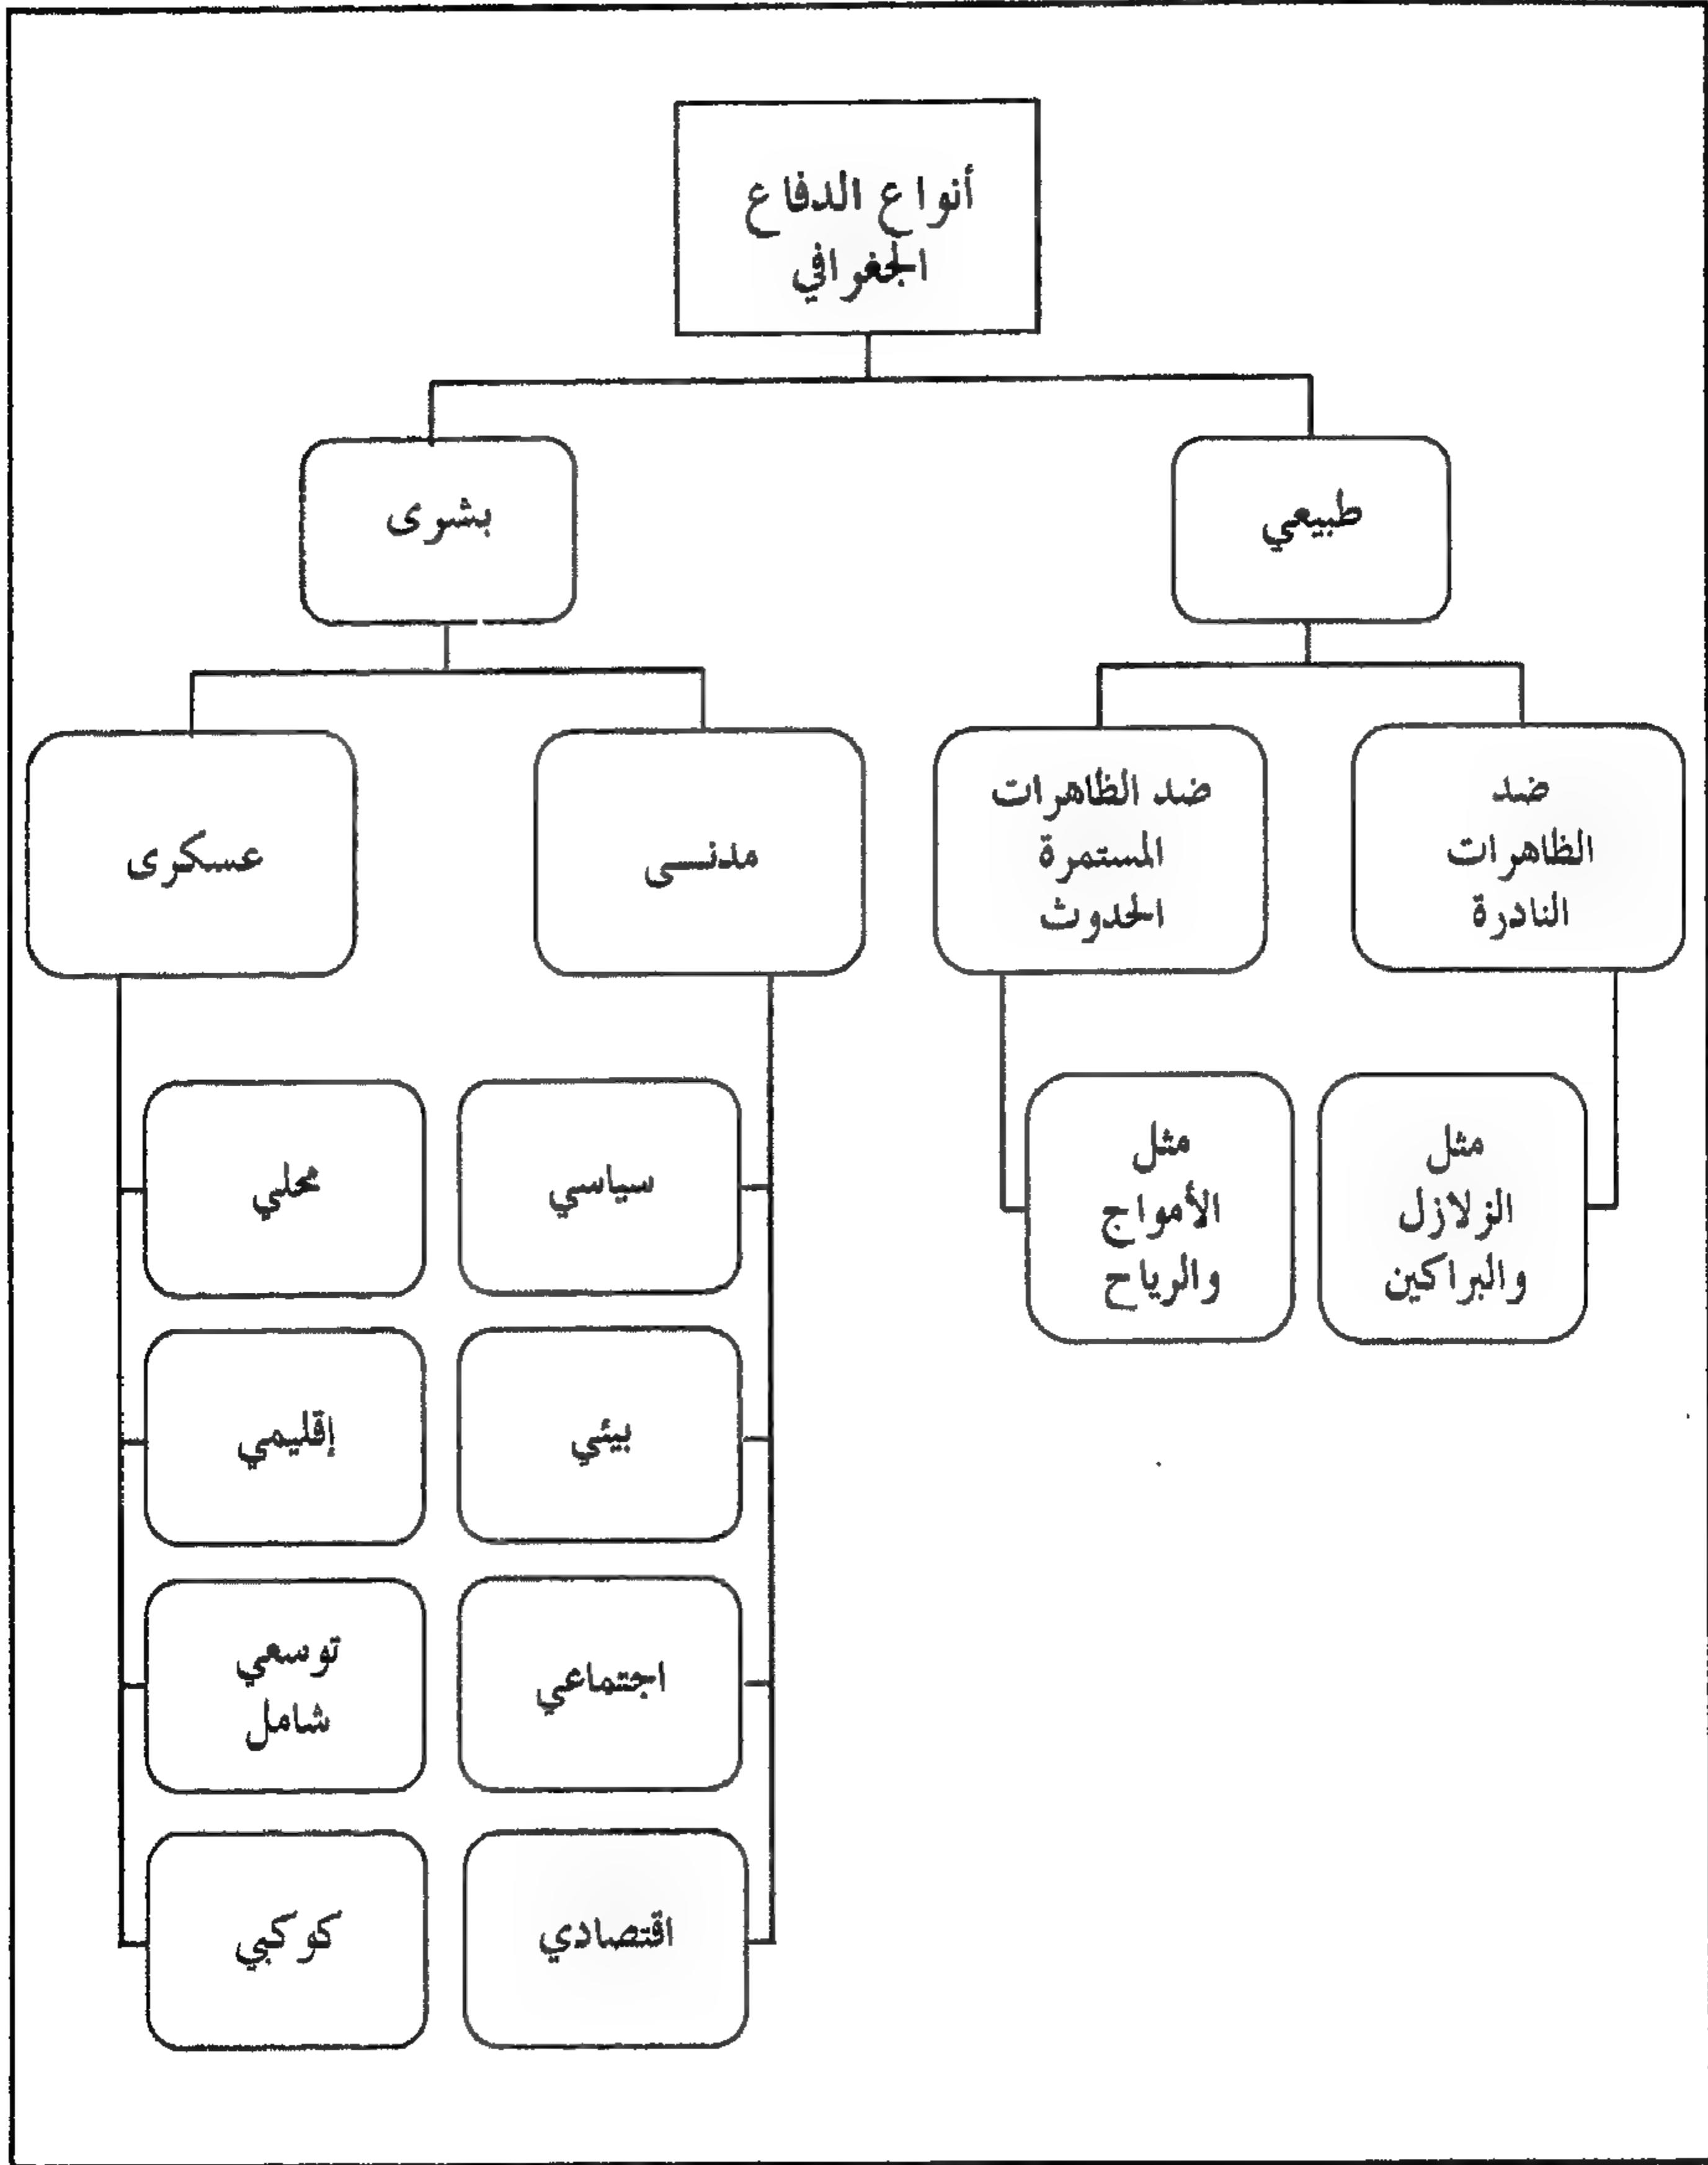 أنواع الدفاع
الجغرافي
طبيعي
بشرى
ضد
الظاهرات
النادرة
ضد الظاهرات
المستمرة
الحدوث
مدنـى
عسكرى
مثل
الزلازل
والبراكين
مثل
الأمواج
والرياح
سياسي
محلي
بيئي
إقليمي
اجتماعي
توسعي
شامل
اقتصادي
كوكبي